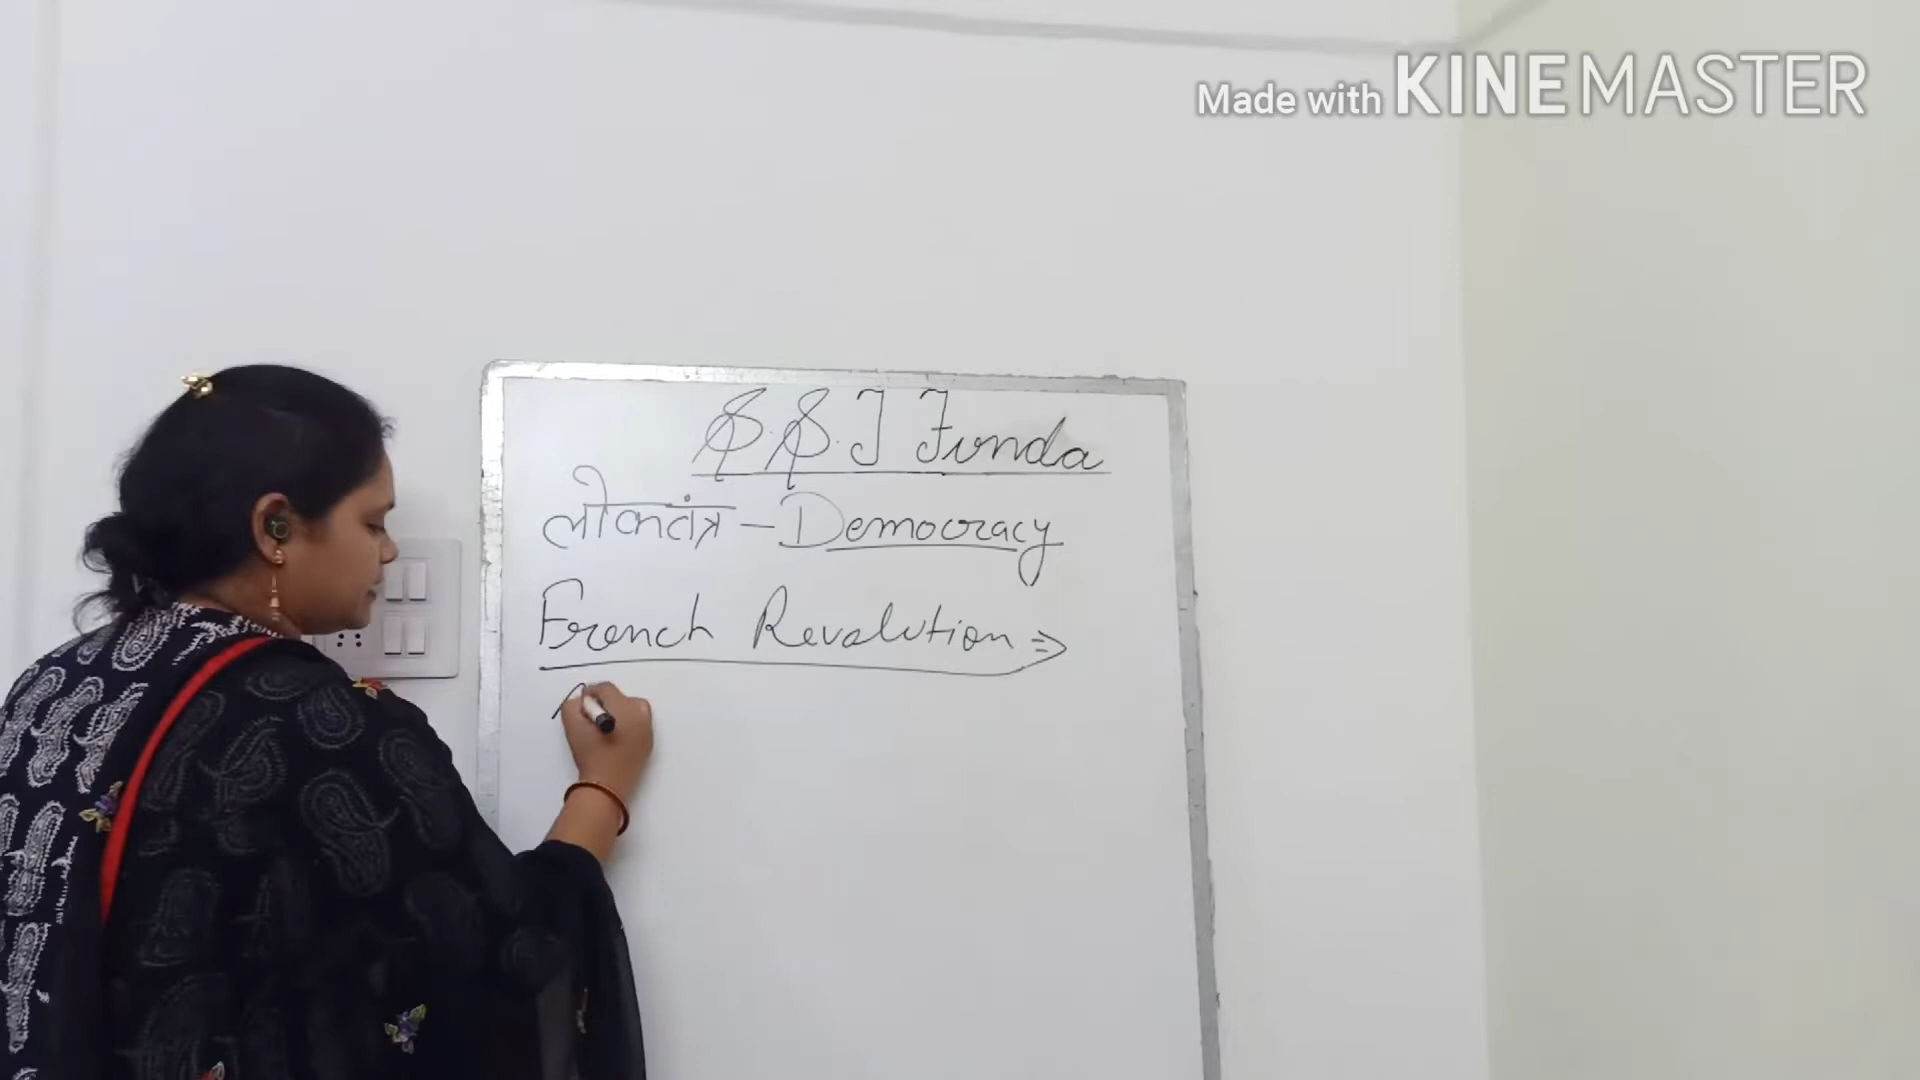 Made with KINEMASTER
S.S.J Funda
लोकतंत्र - Democracy
French Revolution ⇒